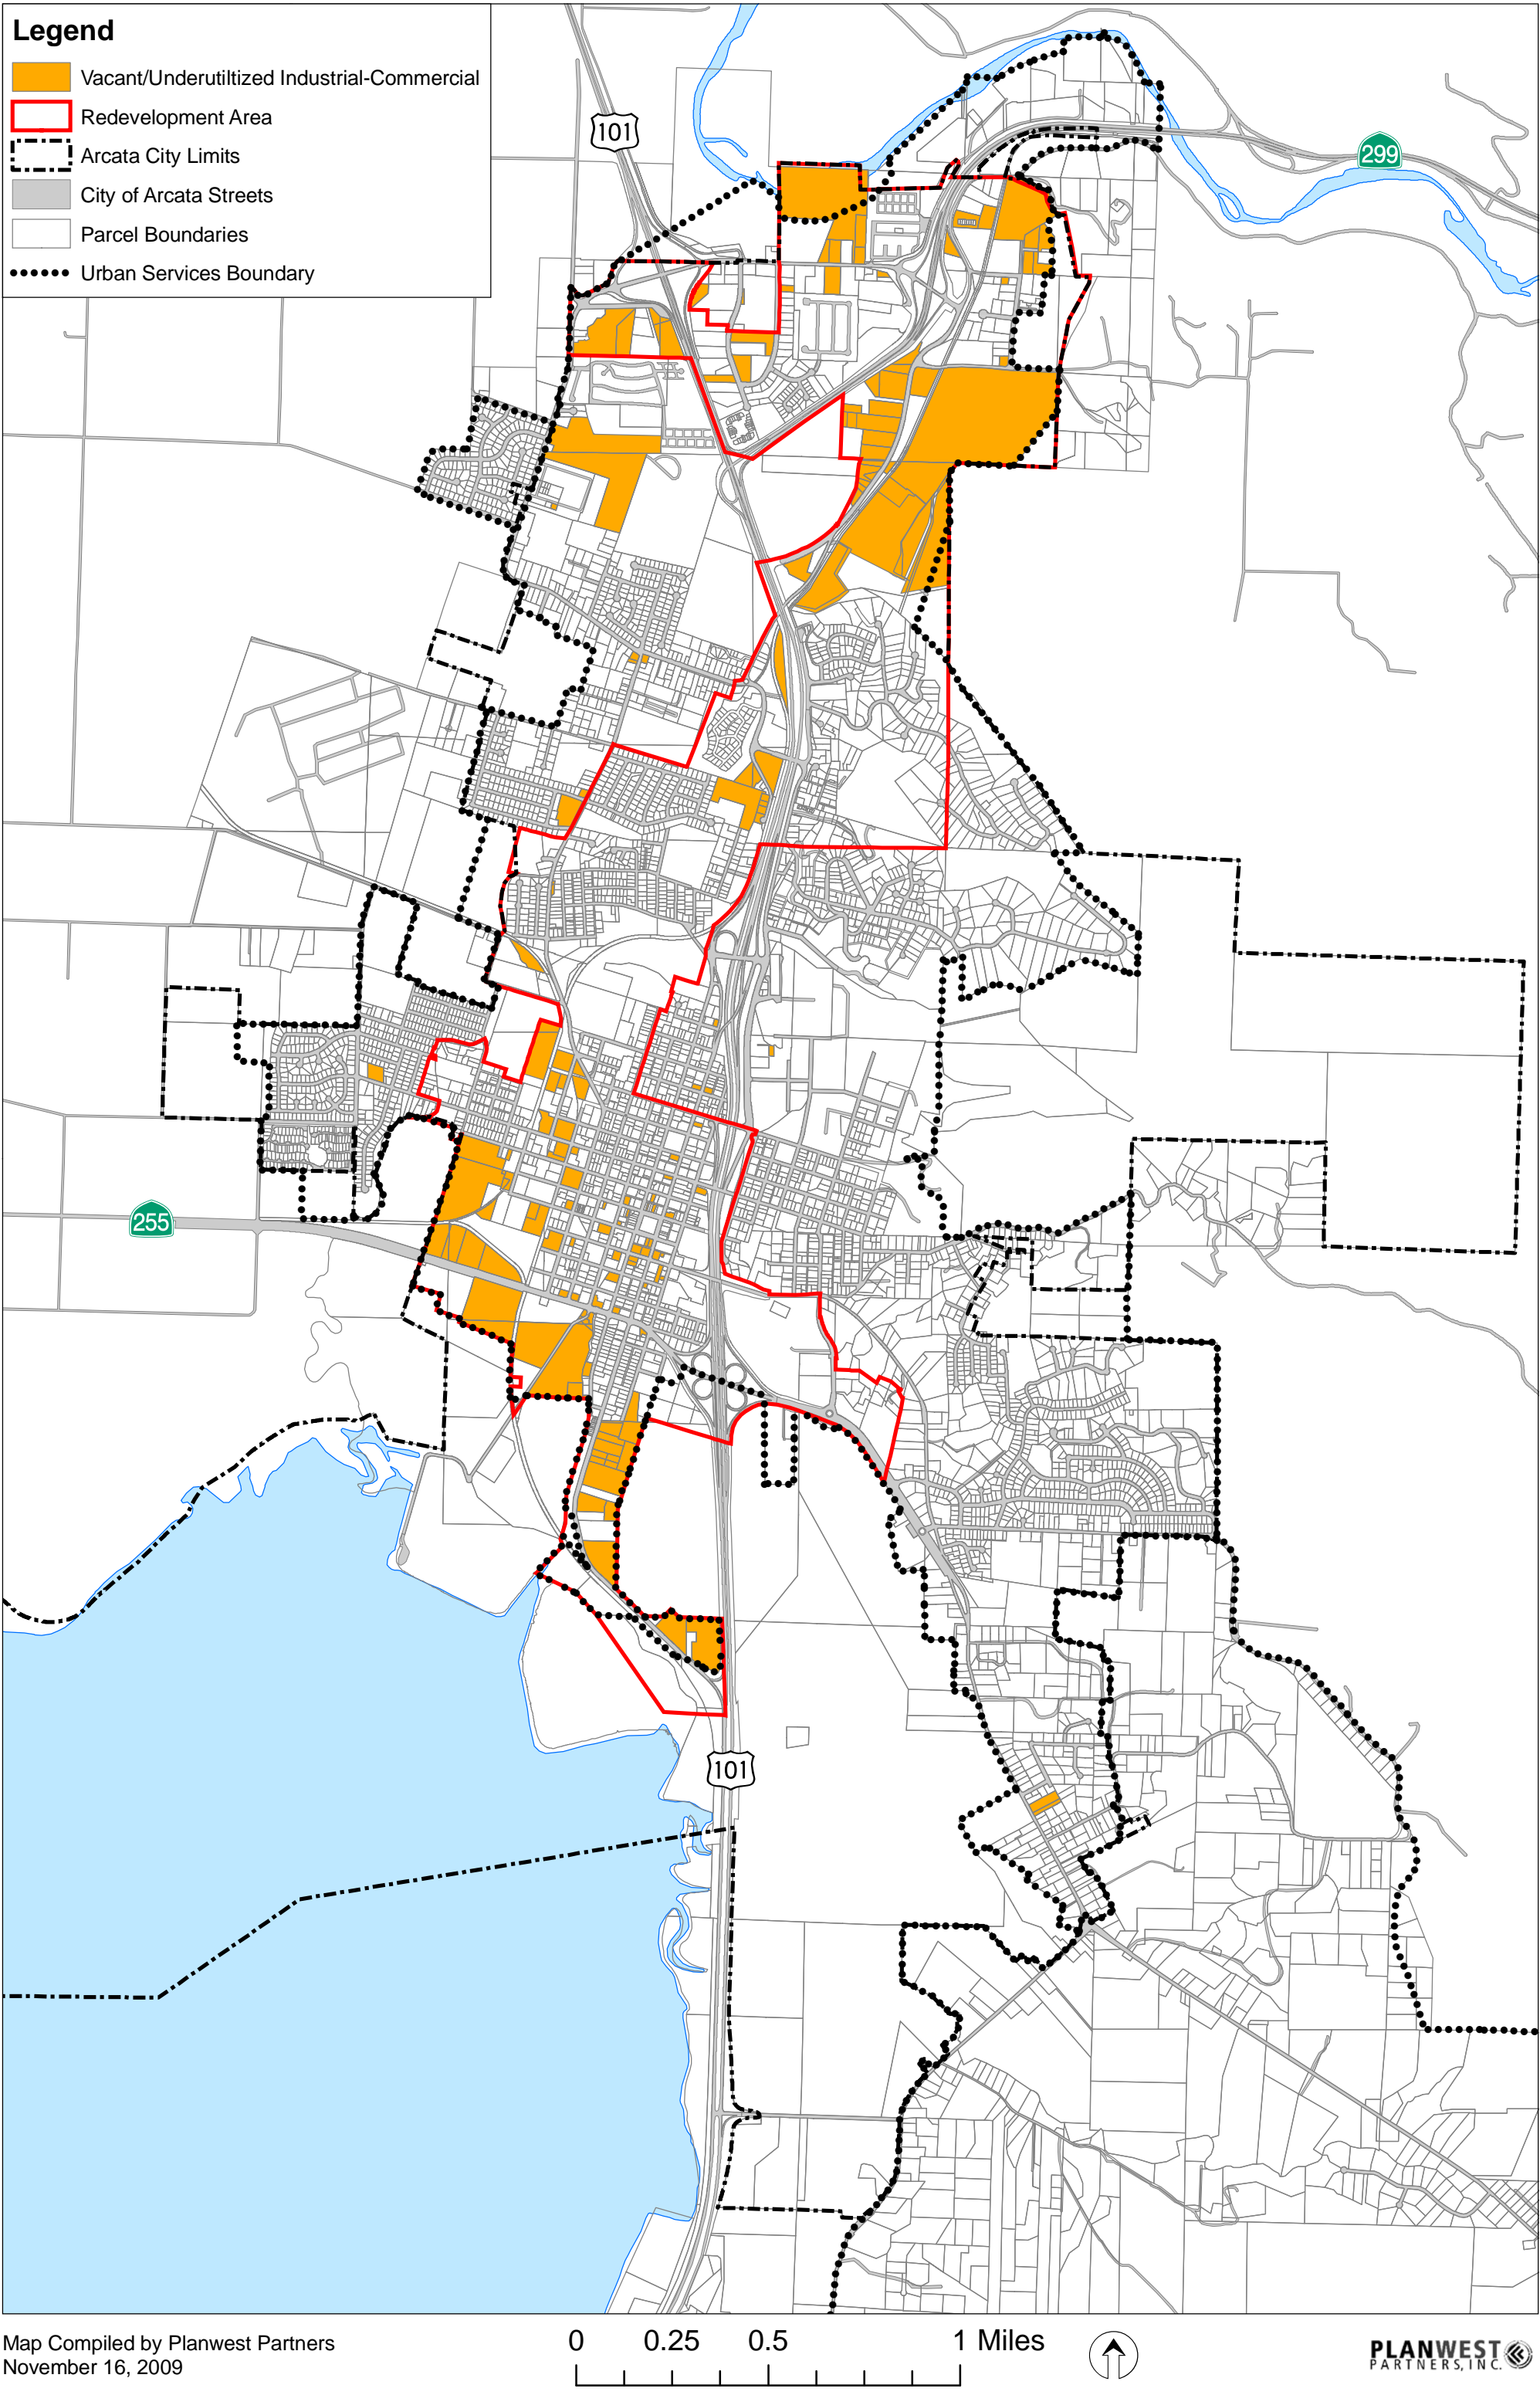 Legend
Vacant/Underutiltized Industrial-Commercial
Redevelopment Area
Arcata City Limits
City of Arcata Streets
Parcel Boundaries
Urban Services Boundary
101
299
255
101
Map Compiled by Planwest Partners
November 16, 2009
0 0.25 0.5 1 Miles
PLANWEST
PARTNERS, INC.